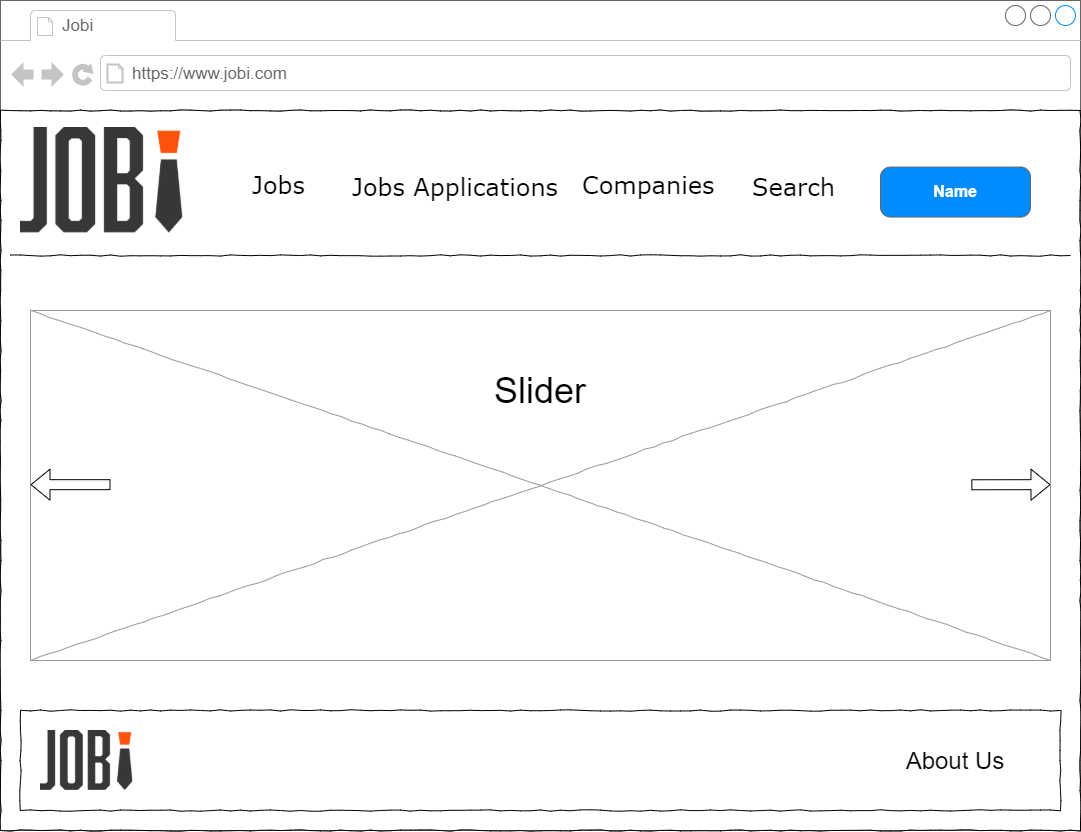 Jobi
https://www.jobi.com
JOBi
Jobs
Jobs Applications
Companies
Search
Name
Slider
JOBi
About Us